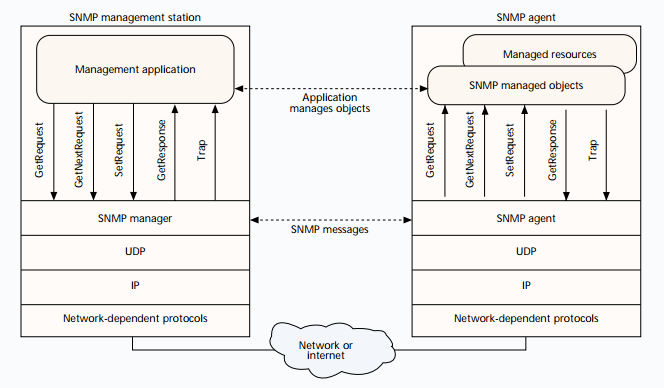 SNMP management station
SNMP agent
Management application
Managed resources
SNMP managed objects
Application
manages objects
GetRequest
GetNextRequest
SetRequest
GetResponse
Trap
GetRequest
GetNextRequest
SetRequest
GetResponse
Trap
SNMP manager
SNMP messages
SNMP agent
UDP
UDP
IP
IP
Network-dependent protocols
Network-dependent protocols
Network or
internet